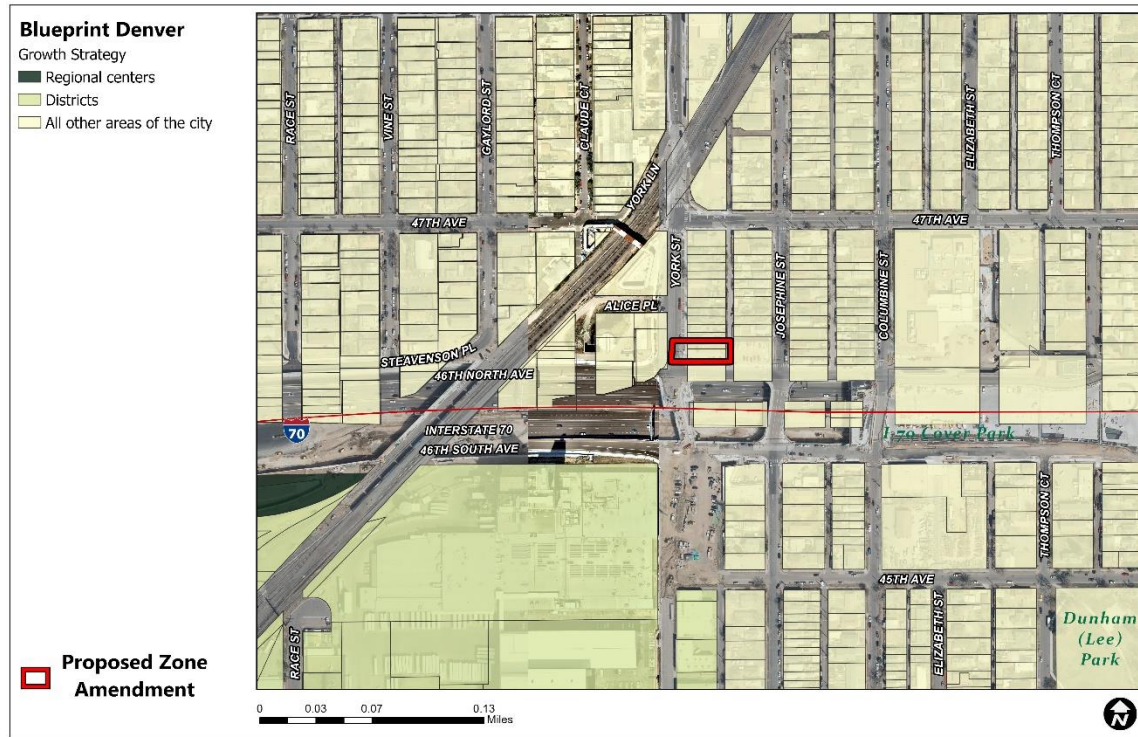 Blueprint Denver
Growth Strategy
Regional centers
Districts
All other areas of the city
RACE ST
VINE ST
GAYLORD ST
CLAUDE CT
YORK LN
ELIZABETH ST
THOMPSON CT
47TH AVE
47TH AVE
YORK ST
JOSEPHINE ST
COLUMBINE ST
ALICE PL
STEAVENSON PL
46TH NORTH AVE
70
INTERSTATE 70
46TH SOUTH AVE
I-70 Cover Park
THOMPSON CT
45TH AVE
ELIZABETH ST
RACE ST
Dunham
(Lee)
Park
Proposed Zone
Amendment
0 0.03 0.07 0.13
Miles
N